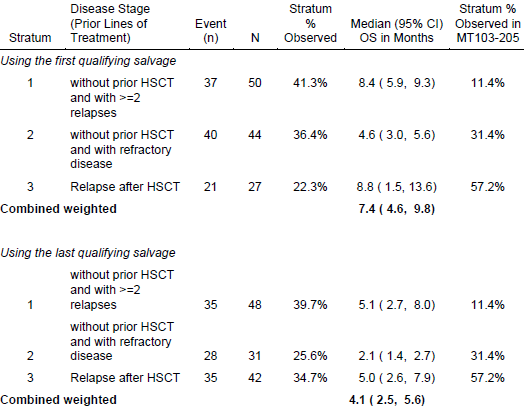 Disease Stage Stratum Stratum %
(Prior Lines of Event % Median (95% CI) Observed in
Stratum Treatment) (n) N Observed OS in Months MT103-205
Using the first qualifying salvage
1 without prior HSCT 37 50 41.3% 8.4 ( 5.9, 9.3) 11.4%
and with >=2
relapses
2 without prior HSCT 40 44 36.4% 4.6 ( 3.0, 5.6) 31.4%
and with refractory
disease
3 Relapse after HSCT 21 27 22.3% 8.8 ( 1.5, 13.6) 57.2%
Combined weighted 7.4 ( 4.6, 9.8)
Using the last qualifying salvage
without prior HSCT
and with >=2
1 relapses 35 48 39.7% 5.1 ( 2.7, 8.0) 11.4%
without prior HSCT
and with refractory
2 disease 28 31 25.6% 2.1 ( 1.4, 2.7) 31.4%
3 Relapse after HSCT 35 42 34.7% 5.0 ( 2.6, 7.9) 57.2%
Combined weighted 4.1 ( 2.5, 5.6)